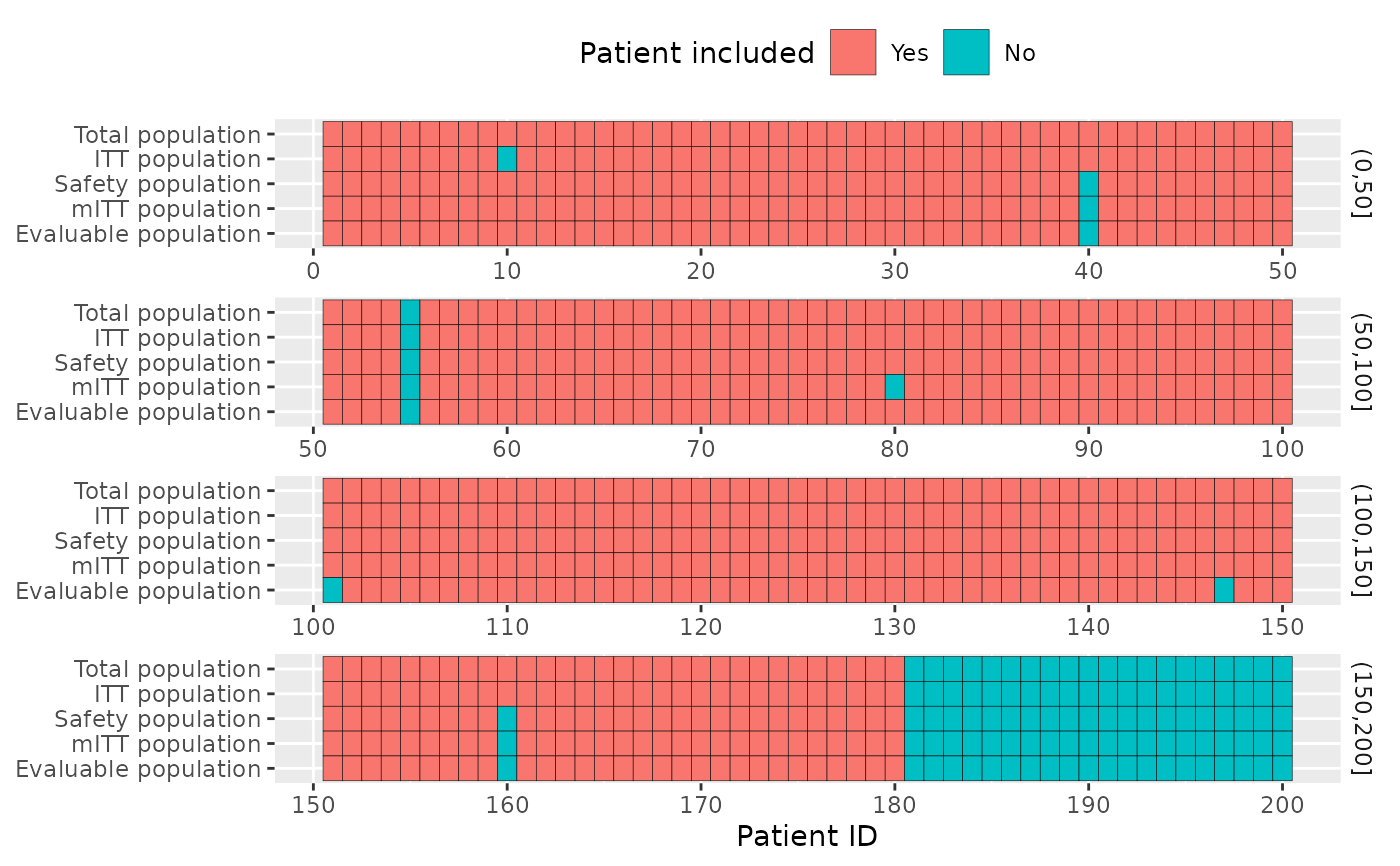 Patient included Yes No
Total population
ITT population
Safety population
mITT population
Evaluable population
(0,50]
0 10 20 30 40 50
Total population
ITT population
Safety population
mITT population
Evaluable population
(50,100]
50 60 70 80 90 100
Total population
ITT population
Safety population
mITT population
Evaluable population
(100,150]
100 110 120 130 140 150
Total population
ITT population
Safety population
mITT population
Evaluable population
(150,200]
150 160 170 180 190 200
Patient ID